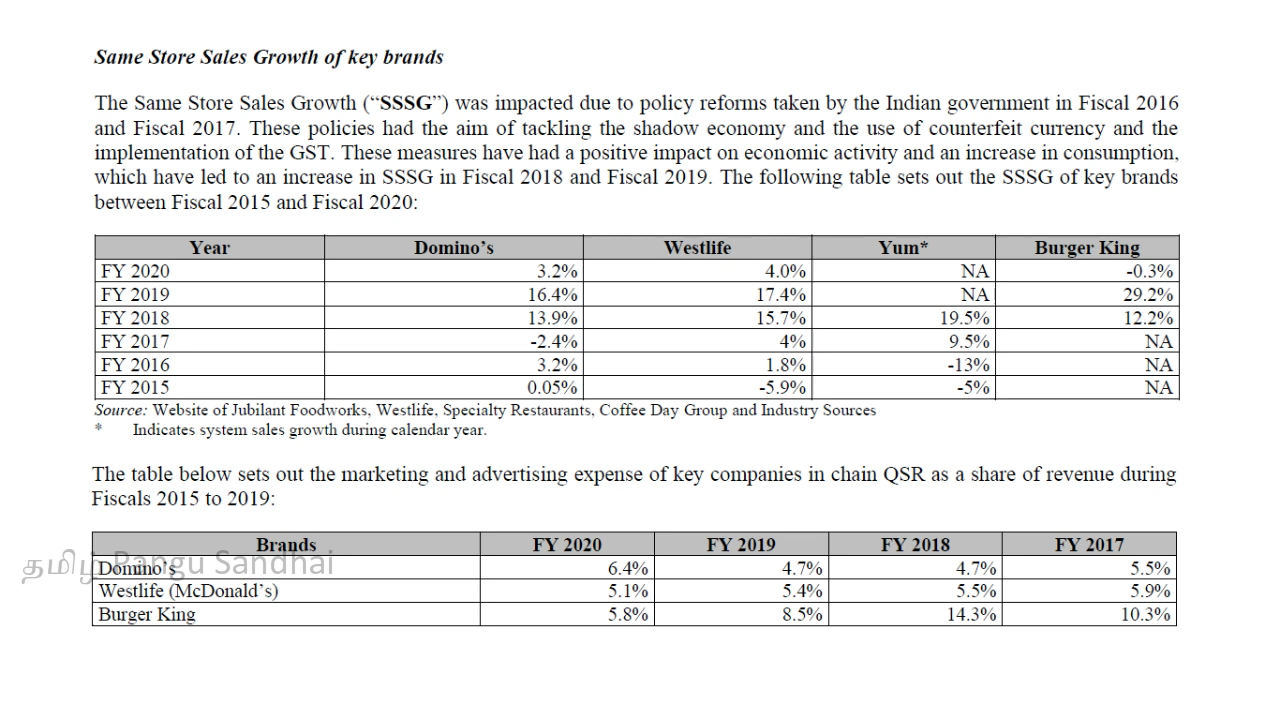 Same Store Sales Growth of key brands
The Same Store Sales Growth (“SSSG”) was impacted due to policy reforms taken by the Indian government in Fiscal 2016
and Fiscal 2017. These policies had the aim of tackling the shadow economy and the use of counterfeit currency and the
implementation of the GST. These measures have had a positive impact on economic activity and an increase in consumption,
which have led to an increase in SSSG in Fiscal 2018 and Fiscal 2019. The following table sets out the SSSG of key brands
between Fiscal 2015 and Fiscal 2020:
Year Domino’s Westlife Yum* Burger King
FY 2020 3.2% 4.0% NA -0.3%
FY 2019 16.4% 17.4% NA 29.2%
FY 2018 13.9% 15.7% 19.5% 12.2%
FY 2017 -2.4% 4% 9.5% NA
FY 2016 3.2% 1.8% -13% NA
FY 2015 0.05% -5.9% -5% NA
Source: Website of Jubilant Foodworks, Westlife, Specialty Restaurants, Coffee Day Group and Industry Sources
* Indicates system sales growth during calendar year.
The table below sets out the marketing and advertising expense of key companies in chain QSR as a share of revenue during
Fiscals 2015 to 2019:
Brands FY 2020 FY 2019 FY 2018 FY 2017
தமிழ் Pangu Sandhai
Domino’s 6.4% 4.7% 4.7% 5.5%
Westlife (McDonald’s) 5.1% 5.4% 5.5% 5.9%
Burger King 5.8% 8.5% 14.3% 10.3%